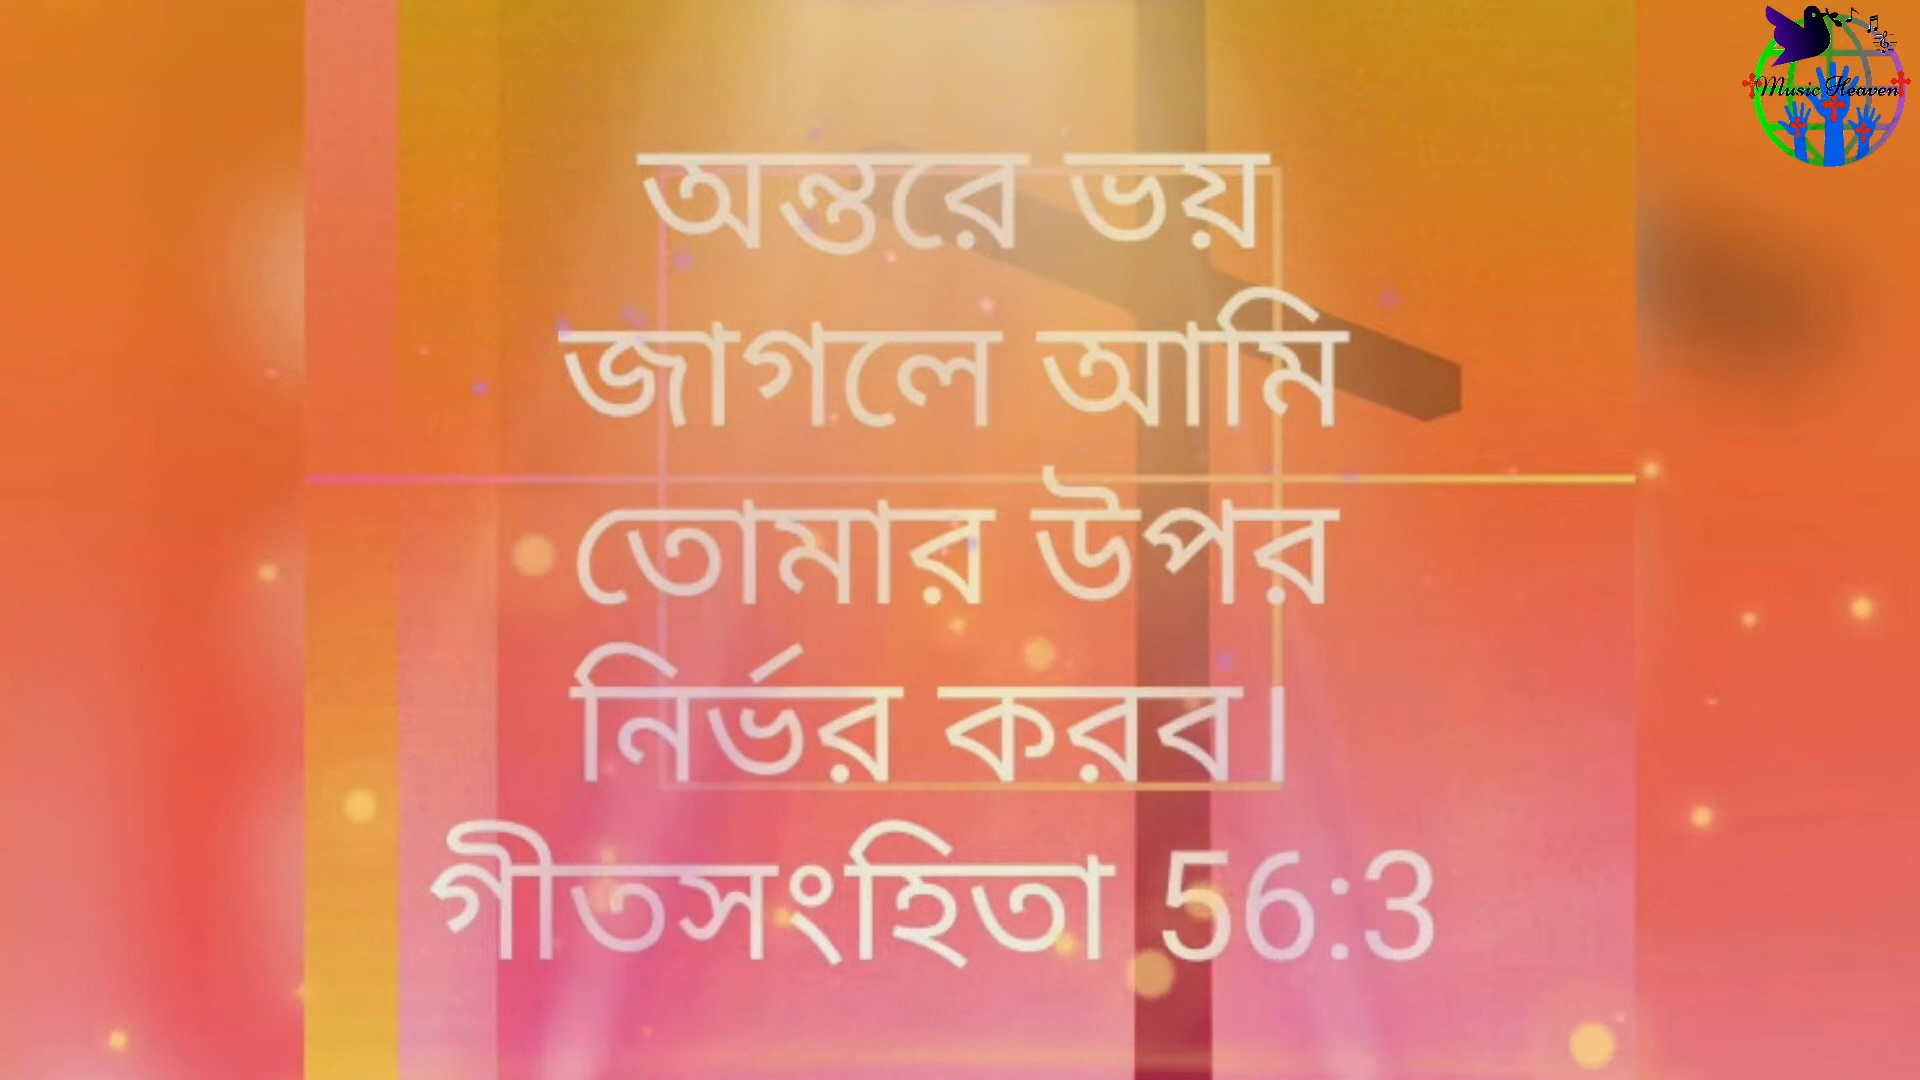 Music Heaven
অন্তরে ভয়
জাগলে আমি
তোমার উপর
নির্ভর করব।
গীতসংহিতা 56:3